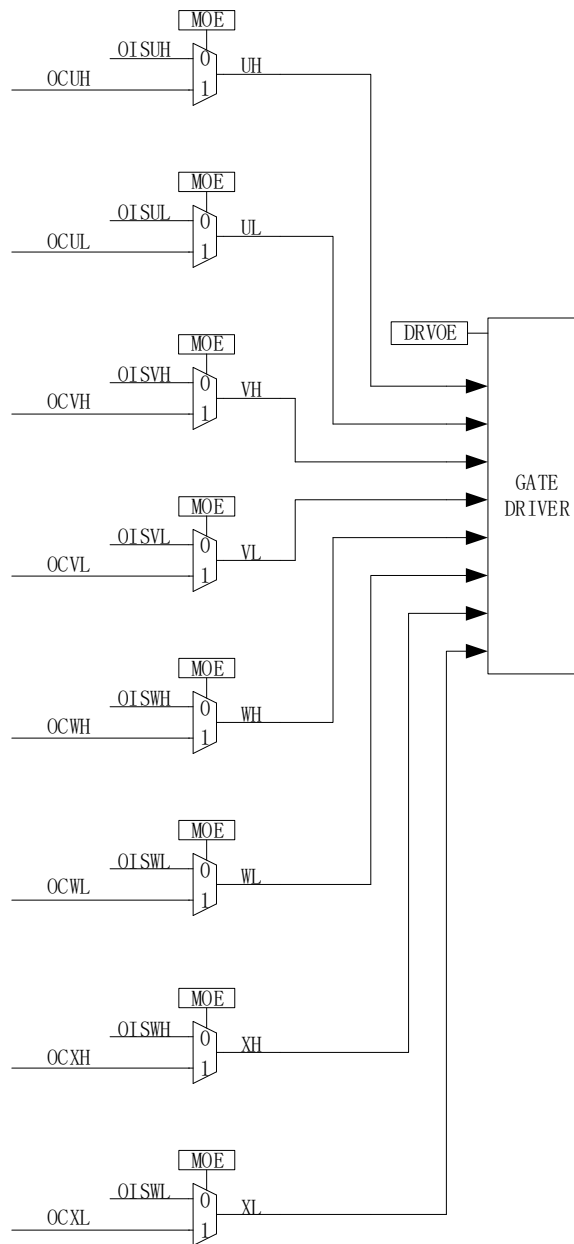 MOE
OISUH
0
UH
OCUH
1
MOE
OISUL
0
UL
OCUL
1
DRVOE
MOE
OISVH
0
VH
OCVH
1
GATE
DRIVER
MOE
OISVL
0
VL
OCVL
1
MOE
OISWH
0
WH
OCWH
1
MOE
OISWL
0
WL
OCWL
1
MOE
OISWH
0
XH
OCXH
1
MOE
OISWL
0
XL
OCXL
1